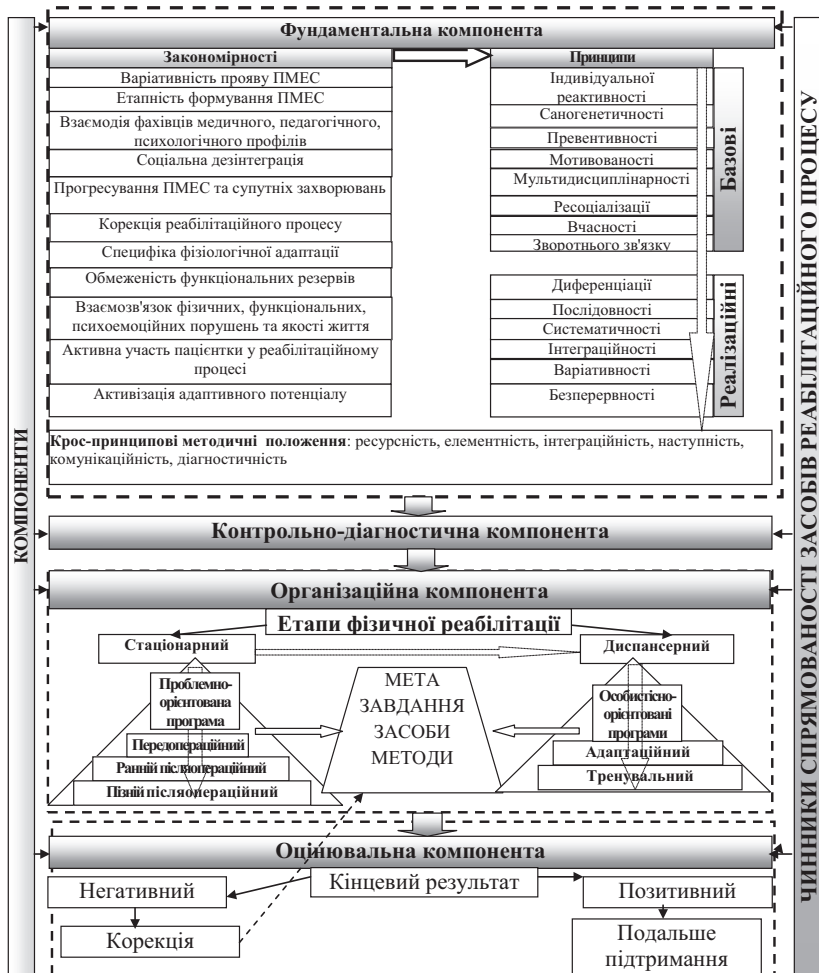 КОМПОНЕНТИ
Фундаментальна компонента
Закономірності
Варіативність прояву ПМЕС
Етапність формування ПМЕС
Взаємодія фахівців медичного, педагогічного,
психологічного профілів
Соціальна дезінтеграція
Прогресування ПМЕС та супутніх захворювань
Корекція реабілітаційного процесу
Специфіка фізіологічної адаптації
Обмеженість функціональних резервів
Взаємозв'язок фізичних, функціональних,
психоемоційних порушень та якості життя
Активна участь пацієнтки у реабілітаційному
процесі
Активізація адаптивного потенціалу
Принципи
Індивідуальної
реактивності
Саногенетичності
Превентивності
Мотивованості
Мультидисциплінарності
Ресоціалізації
Вчасності
Зворотнього зв'язку
Базові
Диференціації
Послідовності
Систематичності
Інтеграційності
Варіативності
Безперервності
Реалізаційні
Крос-принципові методичні положення: ресурсність, елементність, інтеграційність, наступність,
комунікаційність, діагностичність
Контрольно-діагностична компонента
Організаційна компонента
Етапи фізичної реабілітації
Стаціонарний
Диспансерний
Проблемно-
орієнтована
програма
Передопераційний
Ранній післяопераційний
Пізній післяопераційний
МЕТА
ЗАВДАННЯ
ЗАСОБИ
МЕТОДИ
Особистісно-
орієнтовані
програми
Адаптаційний
Тренувальний
Оцінювальна компонента
Кінцевий результат
Негативний
Позитивний
Корекція
Подальше
підтримання
ЧИННИКИ СПРЯМОВАНОСТІ ЗАСОБІВ РЕАБІЛІТАЦІЙНОГО ПРОЦЕСУ